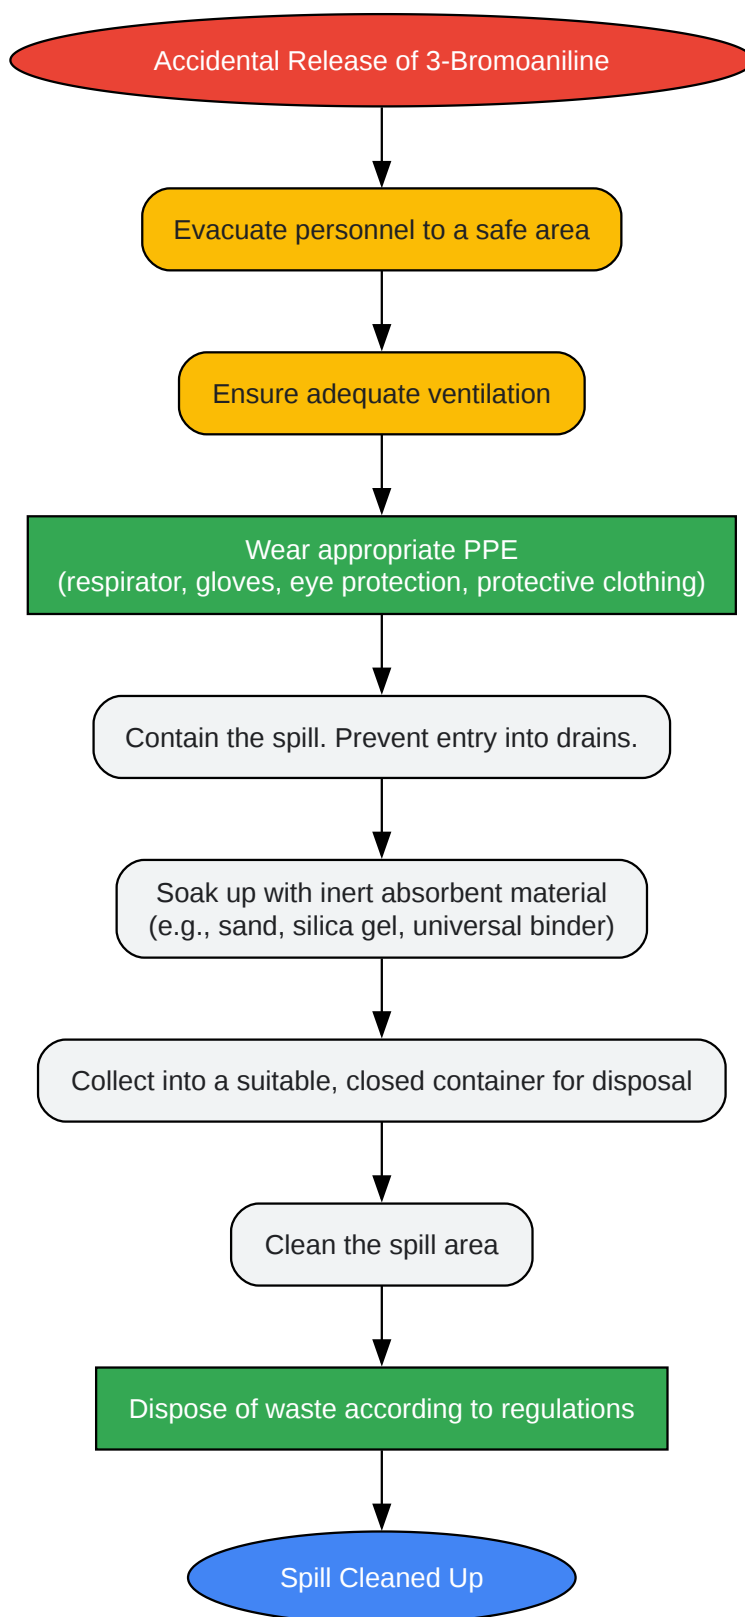 Accidental Release of 3-Bromoaniline
Evacuate personnel to a safe area
Ensure adequate ventilation
Wear appropriate PPE
(respirator, gloves, eye protection, protective clothing)
Contain the spill. Prevent entry into drains.
Soak up with inert absorbent material
(e.g., sand, silica gel, universal binder)
Collect into a suitable, closed container for disposal
Clean the spill area
Dispose of waste according to regulations
Spill Cleaned Up